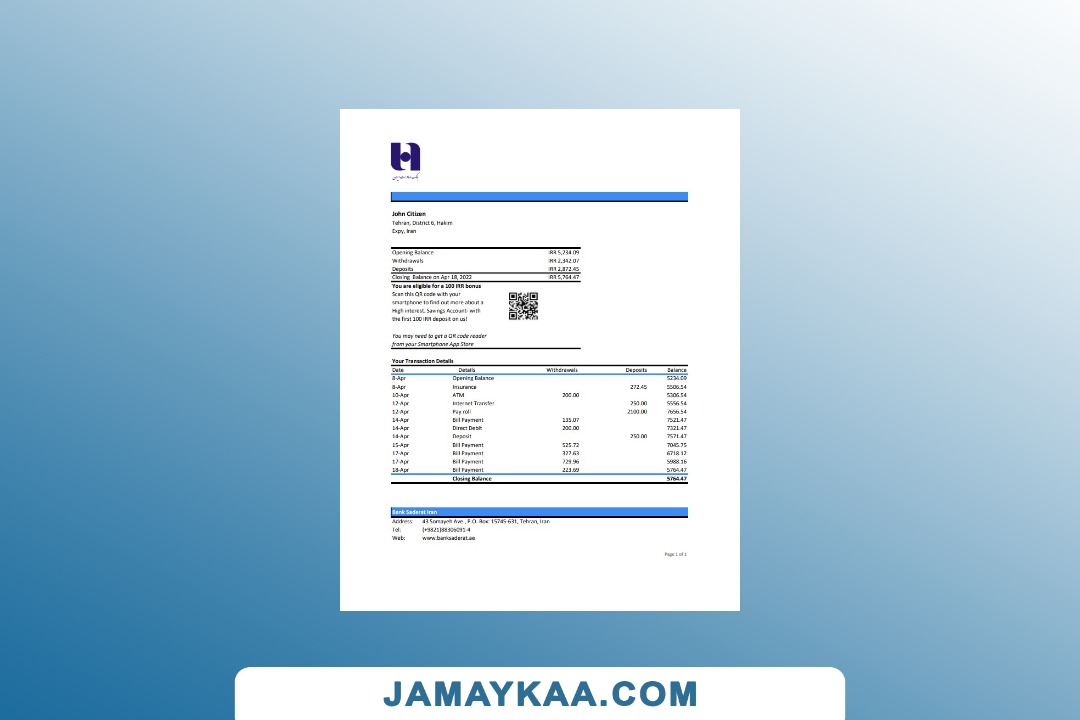 John Citizen
Tehran, District 6, Hakim
Expy, Iran
Opening Balance IRR 5,234.09
Withdrawals IRR 2,342.07
Deposits IRR 2,872.45
Closing Balance on Apr 18, 2022 IRR 5,764.47
You are eligible for a 100 IRR bonus
Scan this QR code with your
smartphone to find out more about a
High interest. Savings Account- with
the first 100 IRR deposit on us!
You may need to get a QR code reader
from your Smartphone App Store
Your Transaction Details
Date Details Withdrawals Deposits Balance
8-Apr Opening Balance 5234.09
8-Apr Insurance 272.45 5506.54
10-Apr ATM 200.00 5306.54
12-Apr Internet Transfer 250.00 5556.54
12-Apr Pay roll 2100.00 7656.54
14-Apr Bill Payment 135.07 7521.47
14-Apr Direct Debit 200.00 7321.47
14-Apr Deposit 250.00 7571.47
15-Apr Bill Payment 525.72 7045.75
17-Apr Bill Payment 327.63 6718.12
17-Apr Bill Payment 729.96 5988.16
18-Apr Bill Payment 223.69 5764.47
Closing Balance 5764.47
Bank Saderat Iran
Address: 43 Somayeh Ave., P.O. Box: 15745-631, Tehran, Iran
Tel: (+9821)88306091-4
Web: www.banksaderat.ae
Page 1 of 1
JAMAYKAA.COM